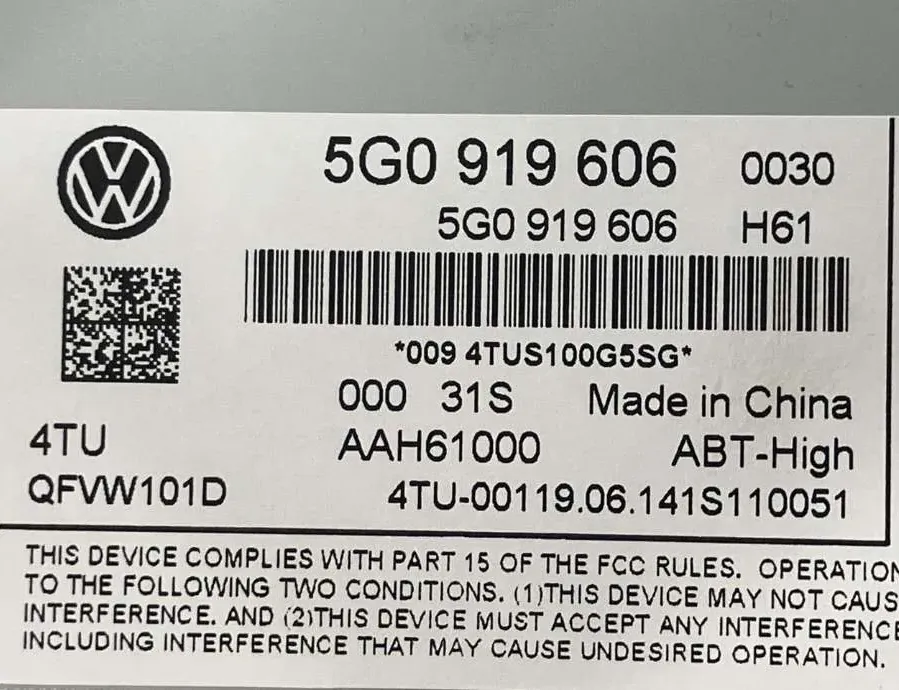 5G0 919 606 0030
5G0 919 606 H61
*009 4TUS100G5SG*
000 31S Made in China
4TU AAH61000 ABT-High
QFVW101D 4TU-00119.06.141S110051
THIS DEVICE COMPLIES WITH PART 15 OF THE FCC RULES. OPERATION
TO THE FOLLOWING TWO CONDITIONS. (1)THIS DEVICE MAY NOT CAUS
INTERFERENCE. AND (2)THIS DEVICE MUST ACCEPT ANY INTERFERENCE
INCLUDING INTERFERENCE THAT MAY CAUSE UNDESIRED OPERATION.